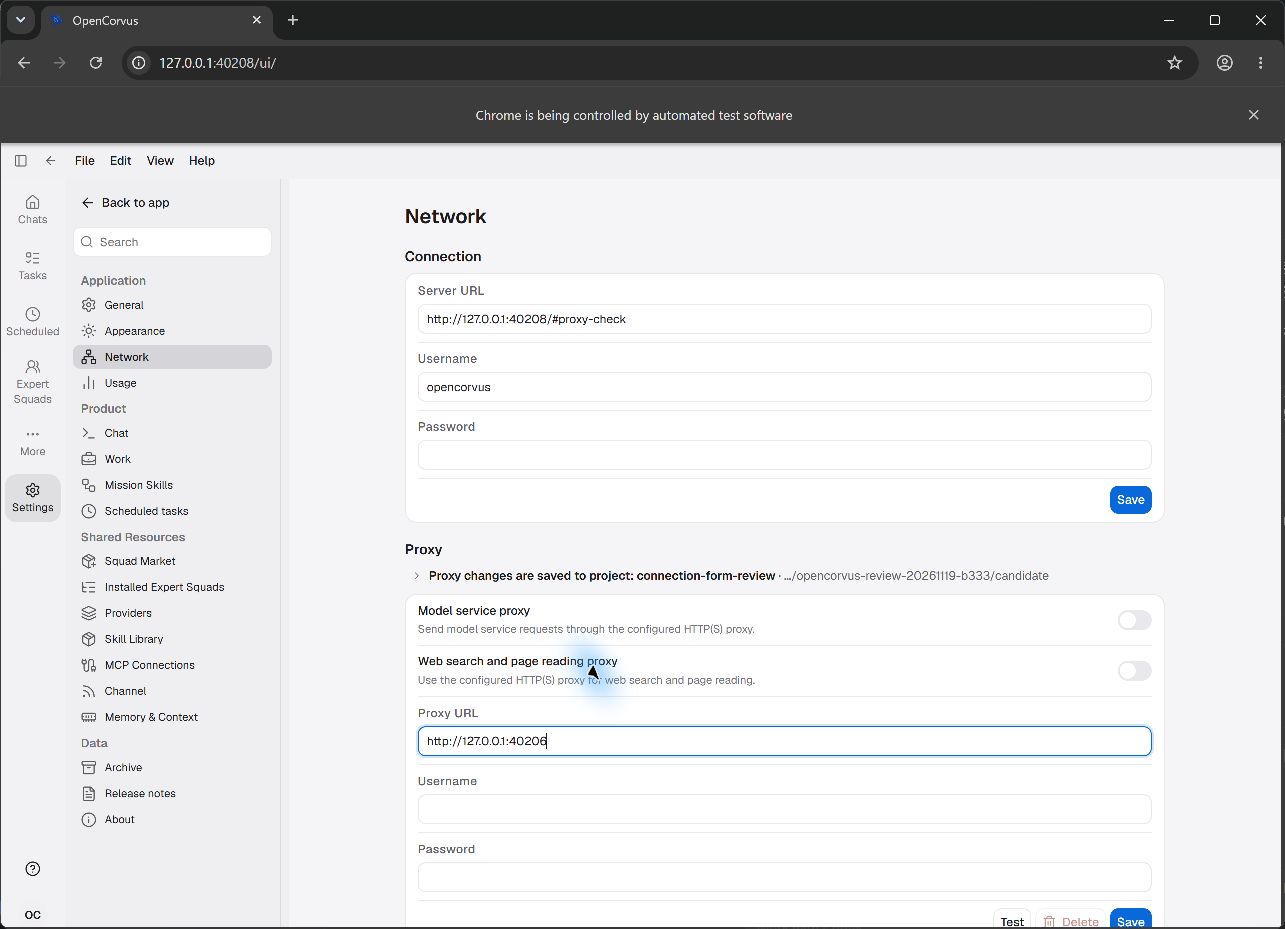 OpenCorvus
127.0.0.1:40208/ui/
Chrome is being controlled by automated test software
File Edit View Help
Chats
Tasks
Scheduled
Expert
Squads
More
Settings
OC
Back to app
Search
Application
General
Appearance
Network
Usage
Product
Chat
Work
Mission Skills
Scheduled tasks
Shared Resources
Squad Market
Installed Expert Squads
Providers
Skill Library
MCP Connections
Channel
Memory & Context
Data
Archive
Release notes
About
Network
Connection
Server URL
http://127.0.0.1:40208/#proxy-check
Username
opencorvus
Password
Save
Proxy
Proxy changes are saved to project: connection-form-review · .../opencorvus-review-20261119-b333/candidate
Model service proxy
Send model service requests through the configured HTTP(S) proxy.
Web search and page reading proxy
Use the configured HTTP(S) proxy for web search and page reading.
Proxy URL
http://127.0.0.1:40206
Username
Password
Test Delete Save